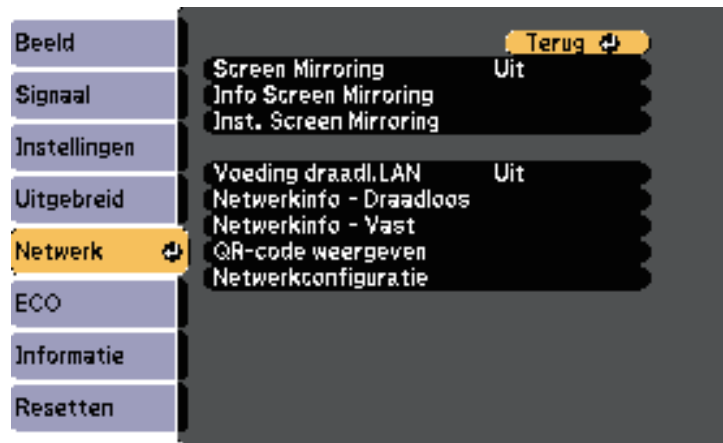 Beeld
Signaal
Instellingen
Uitgebreid
Netwerk
ECO
Informatie
Resetten
Terug
Screen Mirroring Uit
Info Screen Mirroring
Inst. Screen Mirroring
Voeding draadl.LAN Uit
Netwerkinfo - Draadloos
Netwerkinfo - Vast
QR-code weergeven
Netwerkconfiguratie